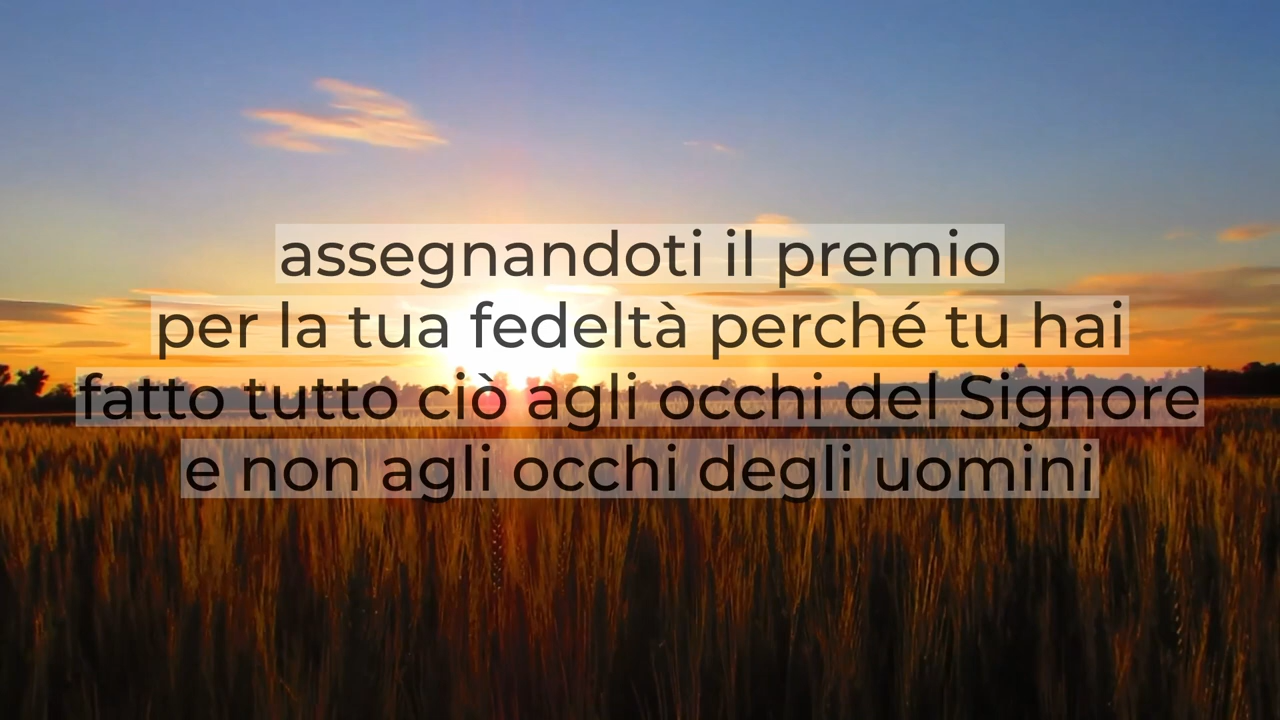 assegnandoti il premio
per la tua fedeltà perché tu hai
fatto tutto ciò agli occhi del Signore
e non agli occhi degli uomini